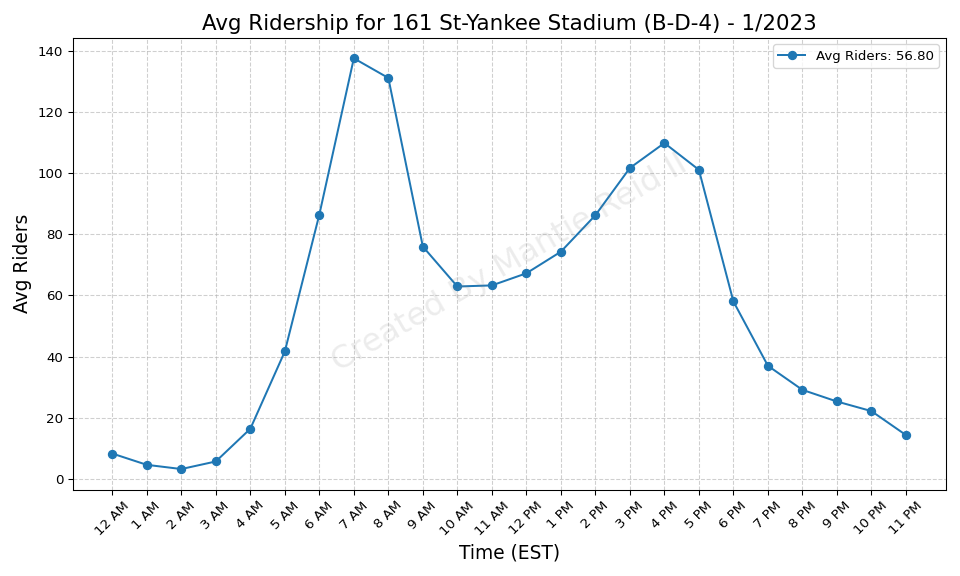 Avg Ridership for 161 St-Yankee Stadium (B-D-4) - 1/2023
Avg Riders: 56.80
140
120
100
80
60
40
20
0
Avg Riders
Created By Mantie Reid II
12 AM
1 AM
2 AM
3 AM
4 AM
5 AM
6 AM
7 AM
8 AM
9 AM
10 AM
11 AM
12 PM
1 PM
2 PM
3 PM
4 PM
5 PM
6 PM
7 PM
8 PM
9 PM
10 PM
11 PM
Time (EST)